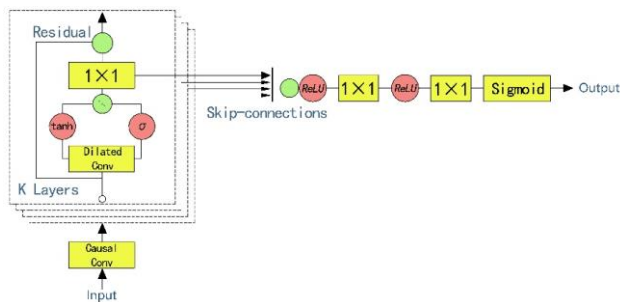 Residual
1×1
tanh
σ
Dilated
Conv
K Layers
Causal
Conv
Input
Skip-connections
ReLU
1×1
ReLU
1×1
Sigmoid
Output